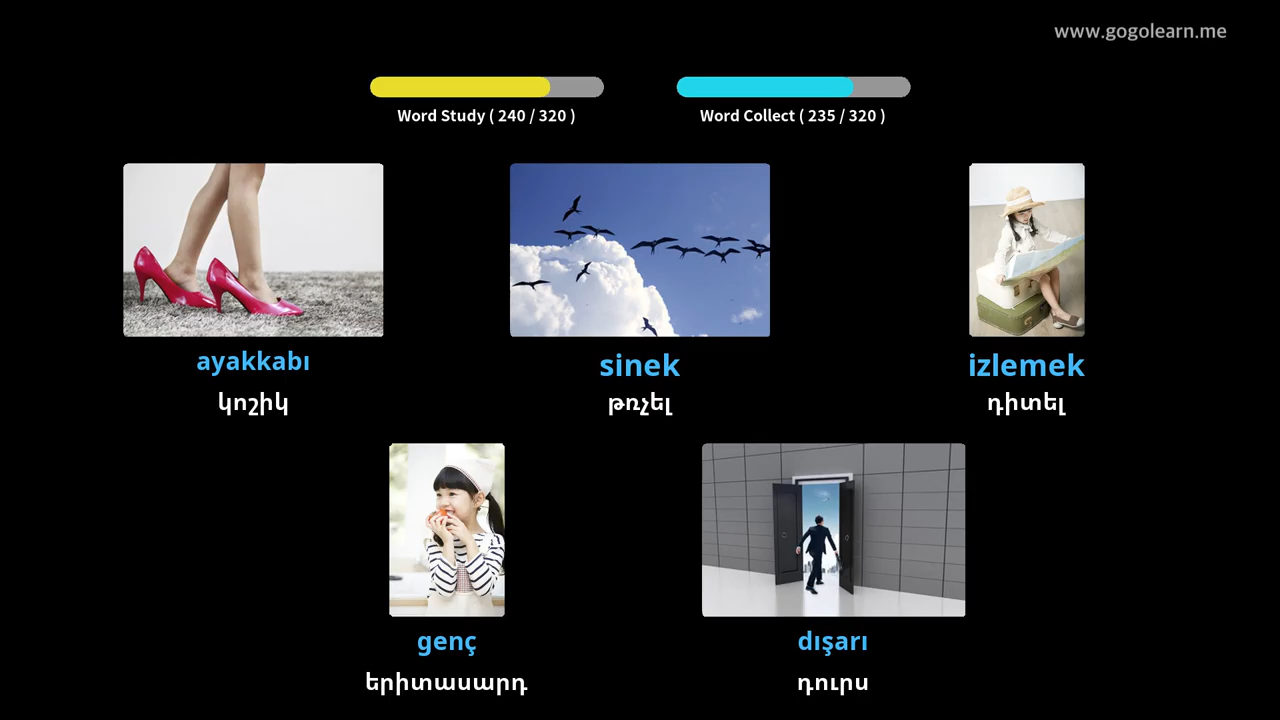 www.gogolearn.me
Word Study ( 240 / 320 )
Word Collect ( 235 / 320 )
ayakkabı
կոշիկ
sinek
թռչել
izlemek
դիտել
genç
երիտասարդ
dışarı
դուրս